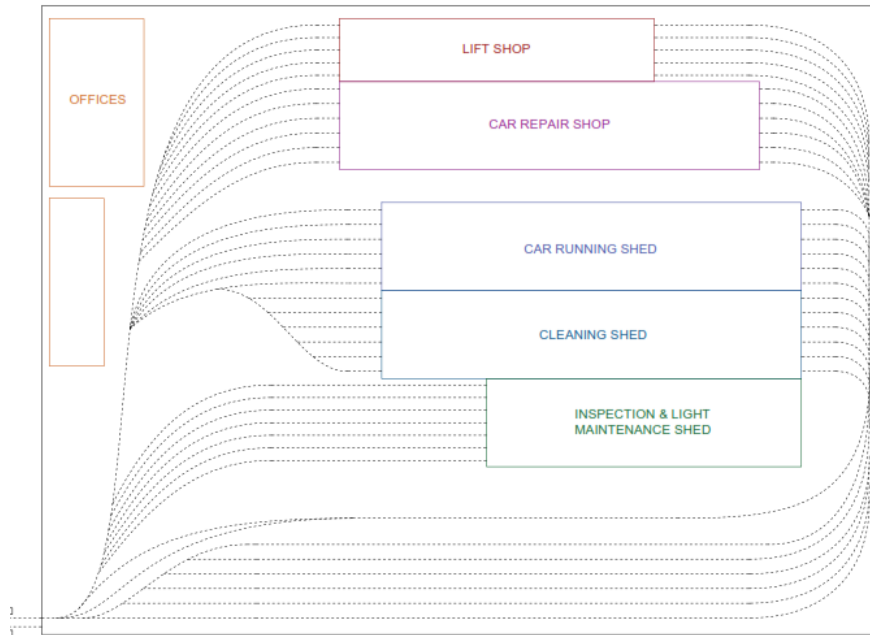 OFFICES
LIFT SHOP
CAR REPAIR SHOP
CAR RUNNING SHED
CLEANING SHED
INSPECTION & LIGHT
MAINTENANCE SHED